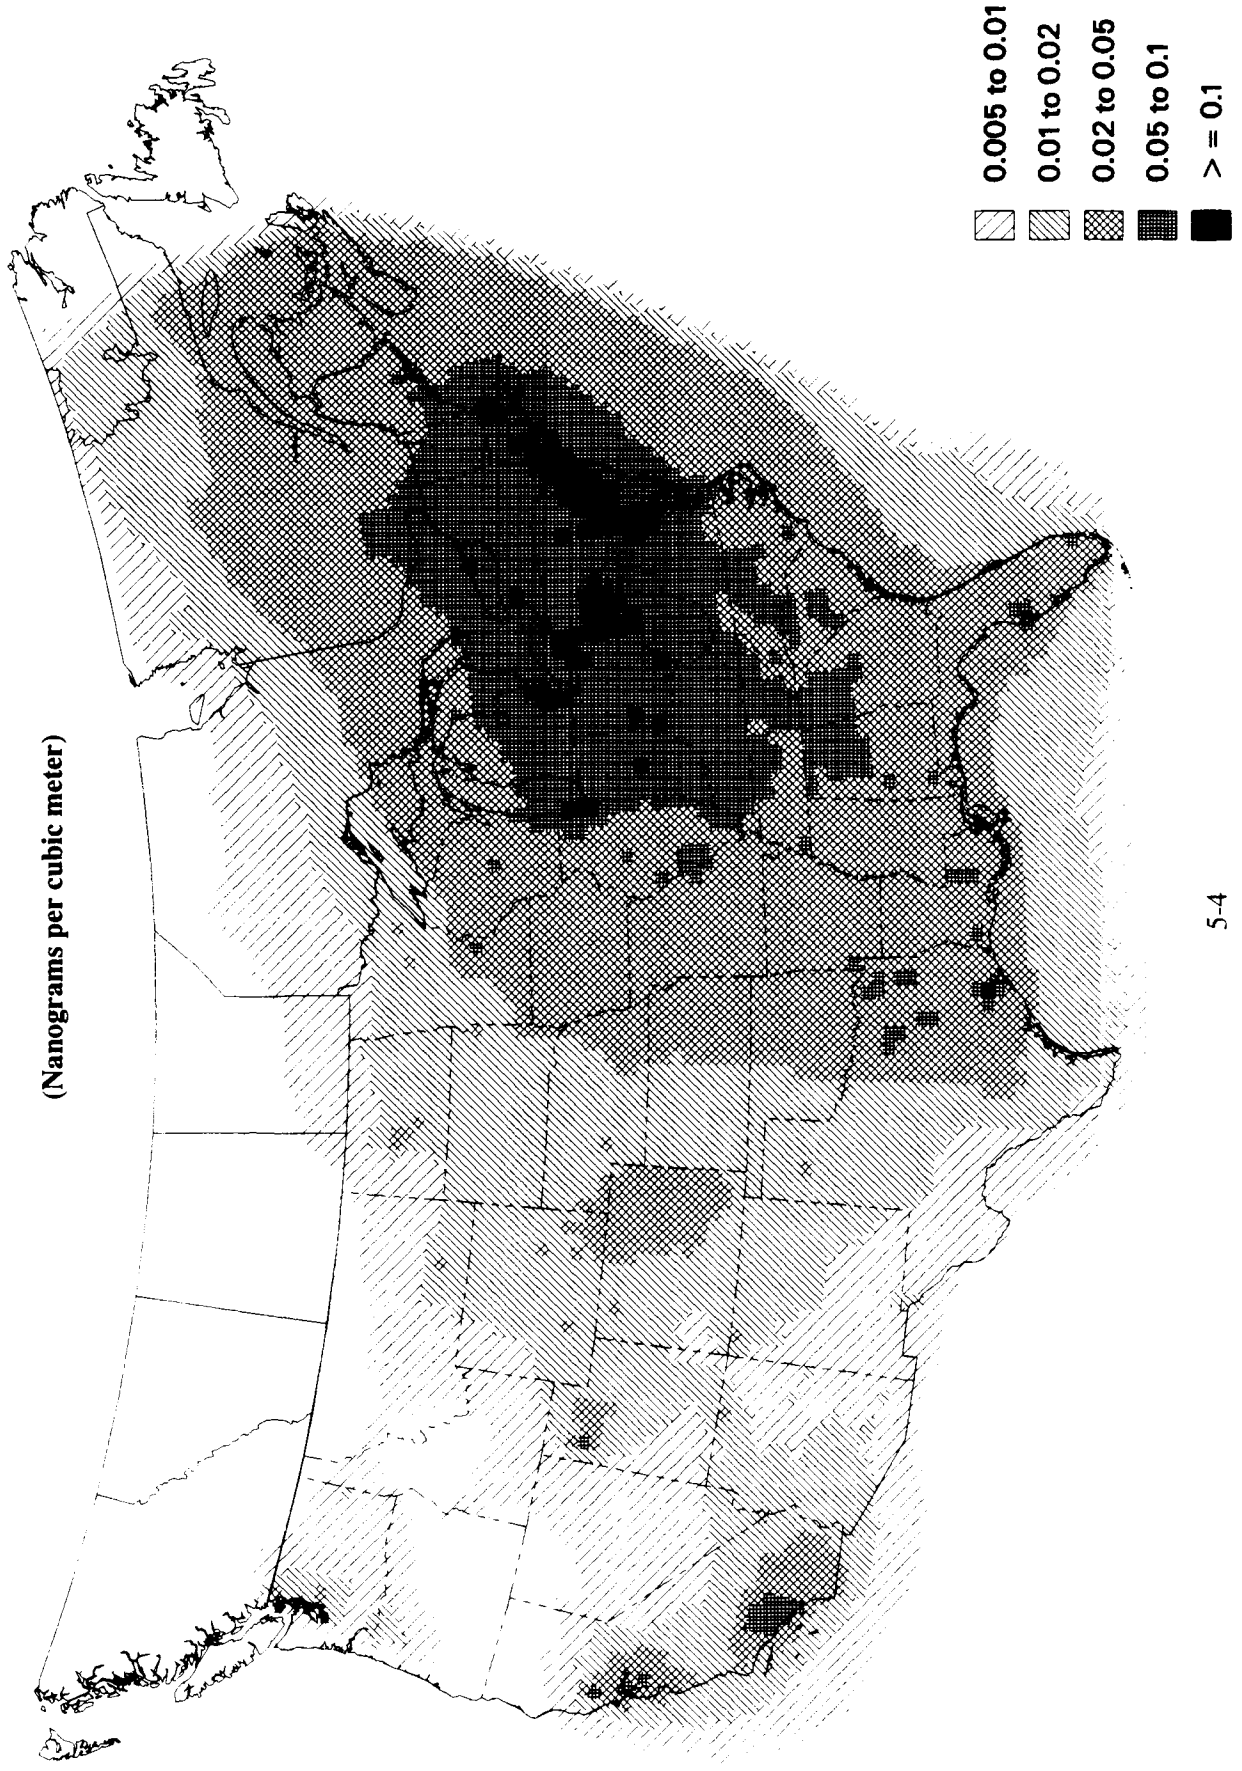 (Nanograms per cubic meter)
0.005 to 0.01
0.01 to 0.02
0.02 to 0.05
0.05 to 0.1
> = 0.1
5-4